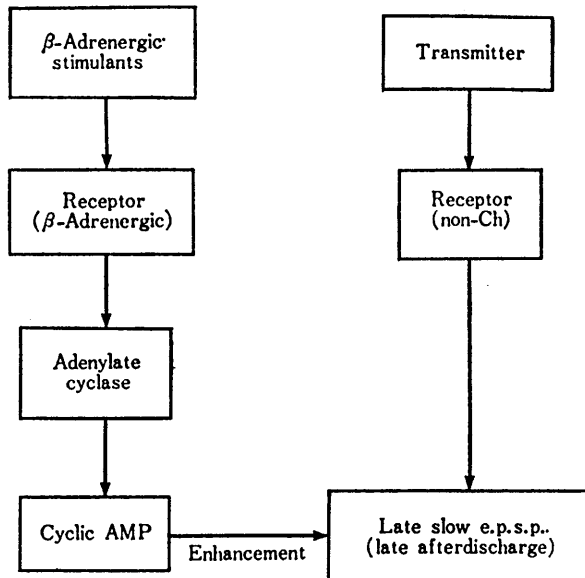 β-Adrenergic
stimulants
Transmitter
Receptor
(β-Adrenergic)
Receptor
(non-Ch)
Adenylate
cyclase
Cyclic AMP
Enhancement
Late slow e.p.s.p..
(late afterdischarge)